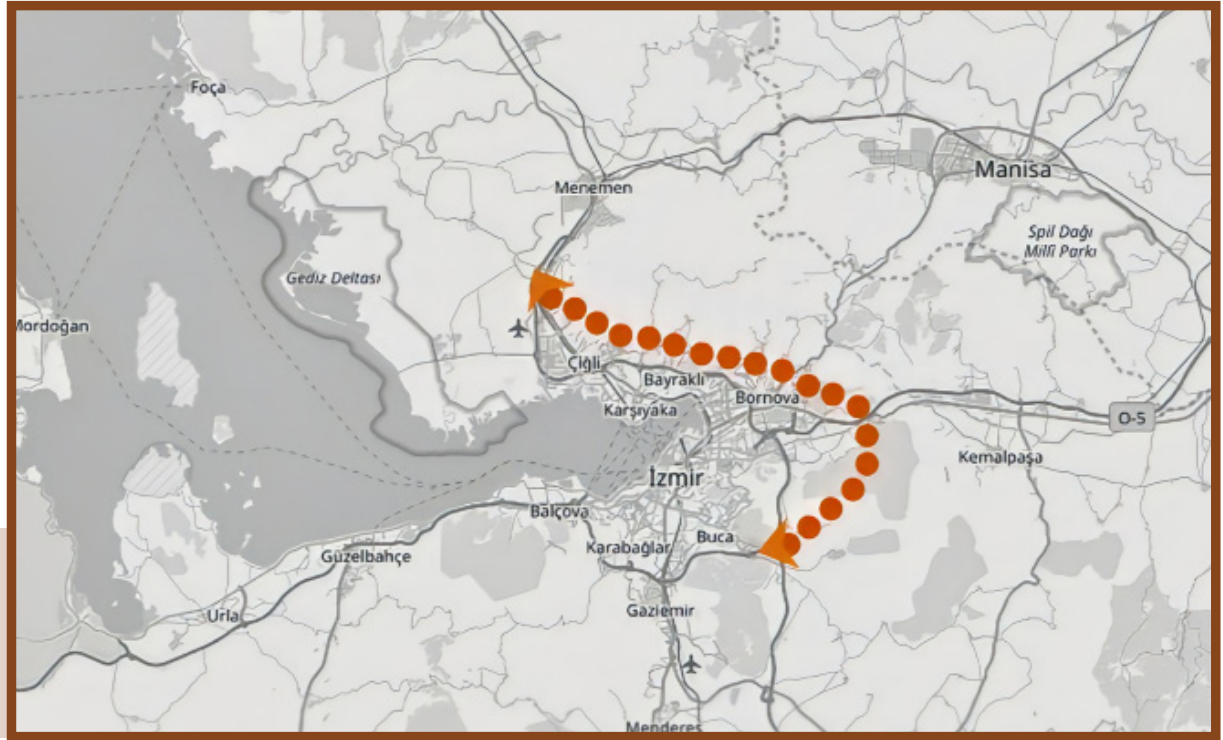 Foça
Manisa
Menemen
Spil Dağı
Milli Parkı
Gediz Deltası
Mordoğan
Çiğli
Bayraklı
Bornova
Karşıyaka
O-5
Kemalpaşa
İzmir
Balçova
Buca
Karabağlar
Güzelbahçe
Gaziemir
Urla
Menderes